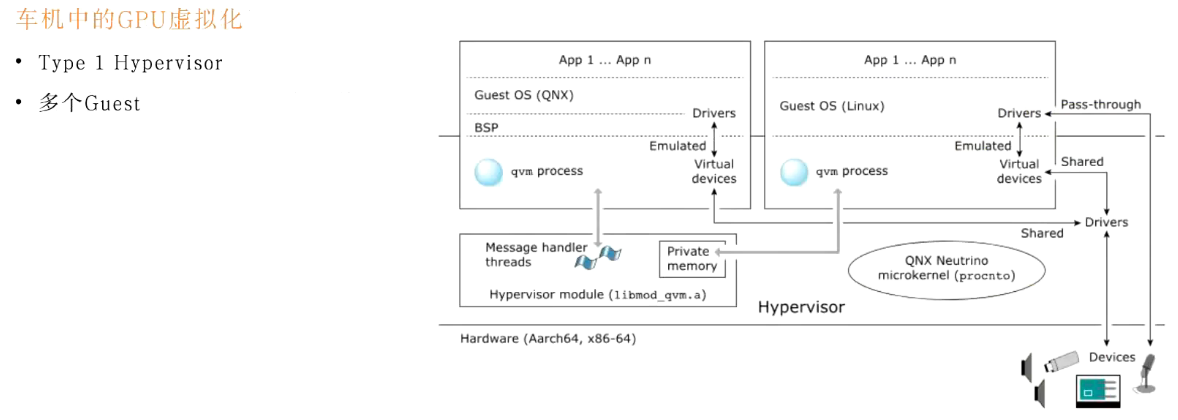 车机中的GPU虚拟化
• Type 1 Hypervisor
• 多个Guest
App 1 ... App n
Guest OS (QNX)
Drivers
BSP
Emulated
qvm process
Virtual
devices
App 1 ... App n
Guest OS (Linux)
Drivers
Pass-through
Emulated
qvm process
Virtual
devices
Shared
Drivers
Shared
Message handler
threads
Private
memory
Hypervisor module (libmod_qvm.a)
QNX Neutrino
microkernel (procnto)
Hypervisor
Hardware (Aarch64, x86-64)
Devices